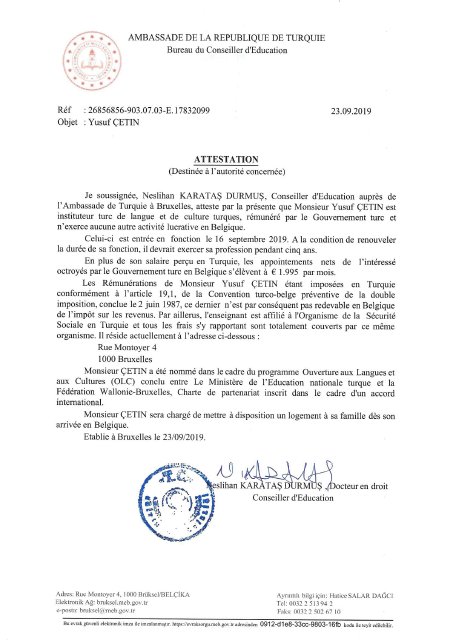 AMBASSADE DE LA REPUBLIQUE DE TURQUIE
Bureau du Conseiller d'Education
Réf : 26856856-903.07.03-E.17832099
23.09.2019
Objet : Yusuf ÇETIN
ATTESTATION
(Destinée à l'autorité concernée)
Je soussignée, Neslihan KARATAŞ DURMUŞ, Conseiller d'Education auprès de
l'Ambassade de Turquie à Bruxelles, atteste par la présente que Monsieur Yusuf ÇETIN est
instituteur turc de langue et de culture turques, rémunéré par le Gouvernement turc et
n'exerce aucune autre activité lucrative en Belgique.
Celui-ci est entrée en fonction le 16 septembre 2019. A la condition de renouveler
la durée de sa fonction, il devrait exercer sa profession pendant cinq ans.
En plus de son salaire perçu en Turquie, les appointements nets de l'intéressé
octroyés par le Gouvernement turc en Belgique s'élèvent à € 1.995 par mois.
Les Rémunérations de Monsieur Yusuf ÇETIN étant imposées en Turquie
conformément à l'article 19,1, de la Convention turco-belge préventive de la double
imposition, conclue le 2 juin 1987, ce dernier n'est par conséquent pas redevable en Belgique
de l'impôt sur les revenus. Par aillerus, l'enseignant est affilié à l'Organisme de la Sécurité
Sociale en Turquie et tous les frais s'y rapportant sont totalement couverts par ce même
organisme. Il réside actuellement à l'adresse ci-dessous :
Rue Montoyer 4
1000 Bruxelles
Monsieur ÇETIN a été nommé dans le cadre du programme Ouverture aux Langues et
aux Cultures (OLC) conclu entre Le Ministère de l'Education nationale turque et la
Fédération Wallonie-Bruxelles, Charte de partenariat inscrit dans le cadre d'un accord
international.
Monsieur ÇETIN sera chargé de mettre à disposition un logement à sa famille dès son
arrivée en Belgique.
Etablie à Bruxelles le 23/09/2019.
N KARATAŞ
Neslihan KARATAŞ DURMUŞ, Docteur en droit
Conseiller d'Education
T.C.
Adres: Rue Montoyer 4, 1000 Brüksel/BELÇİKA
Elektronik Ağ: bruksel.meb.gov.tr
e-posta: bruksel@meb.gov.tr
Ayrıntılı bilgi için: Hatice SALAR DAĞCI
Tel: 0032 2 513 94 2
Faks: 0032 2 502 67 10
Bu evrak güvenli elektronik imza ile imzalanmıştır. https://evraksorgu.meb.gov.tr adresinden 0912-d1e8-33cc-9803-16fb kodu ile teyit edilebilir.